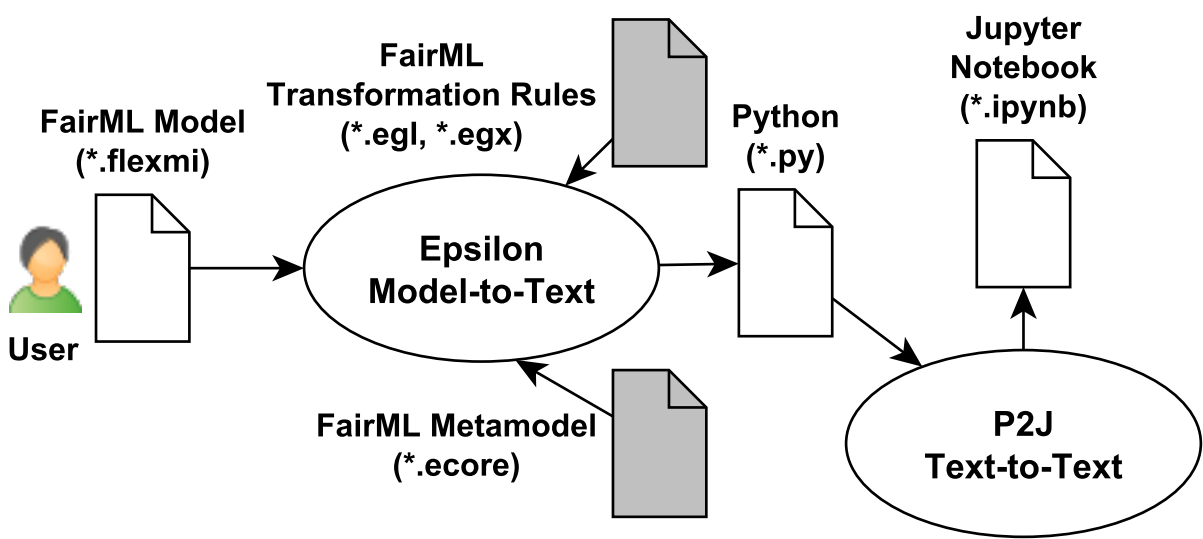 FairML
Transformation Rules
(*.egl, *.egx)
Jupyter
Notebook
(*.ipynb)
FairML Model
(*.flexmi)
Python
(*.py)
User
Epsilon
Model-to-Text
FairML Metamodel
(*.ecore)
P2J
Text-to-Text